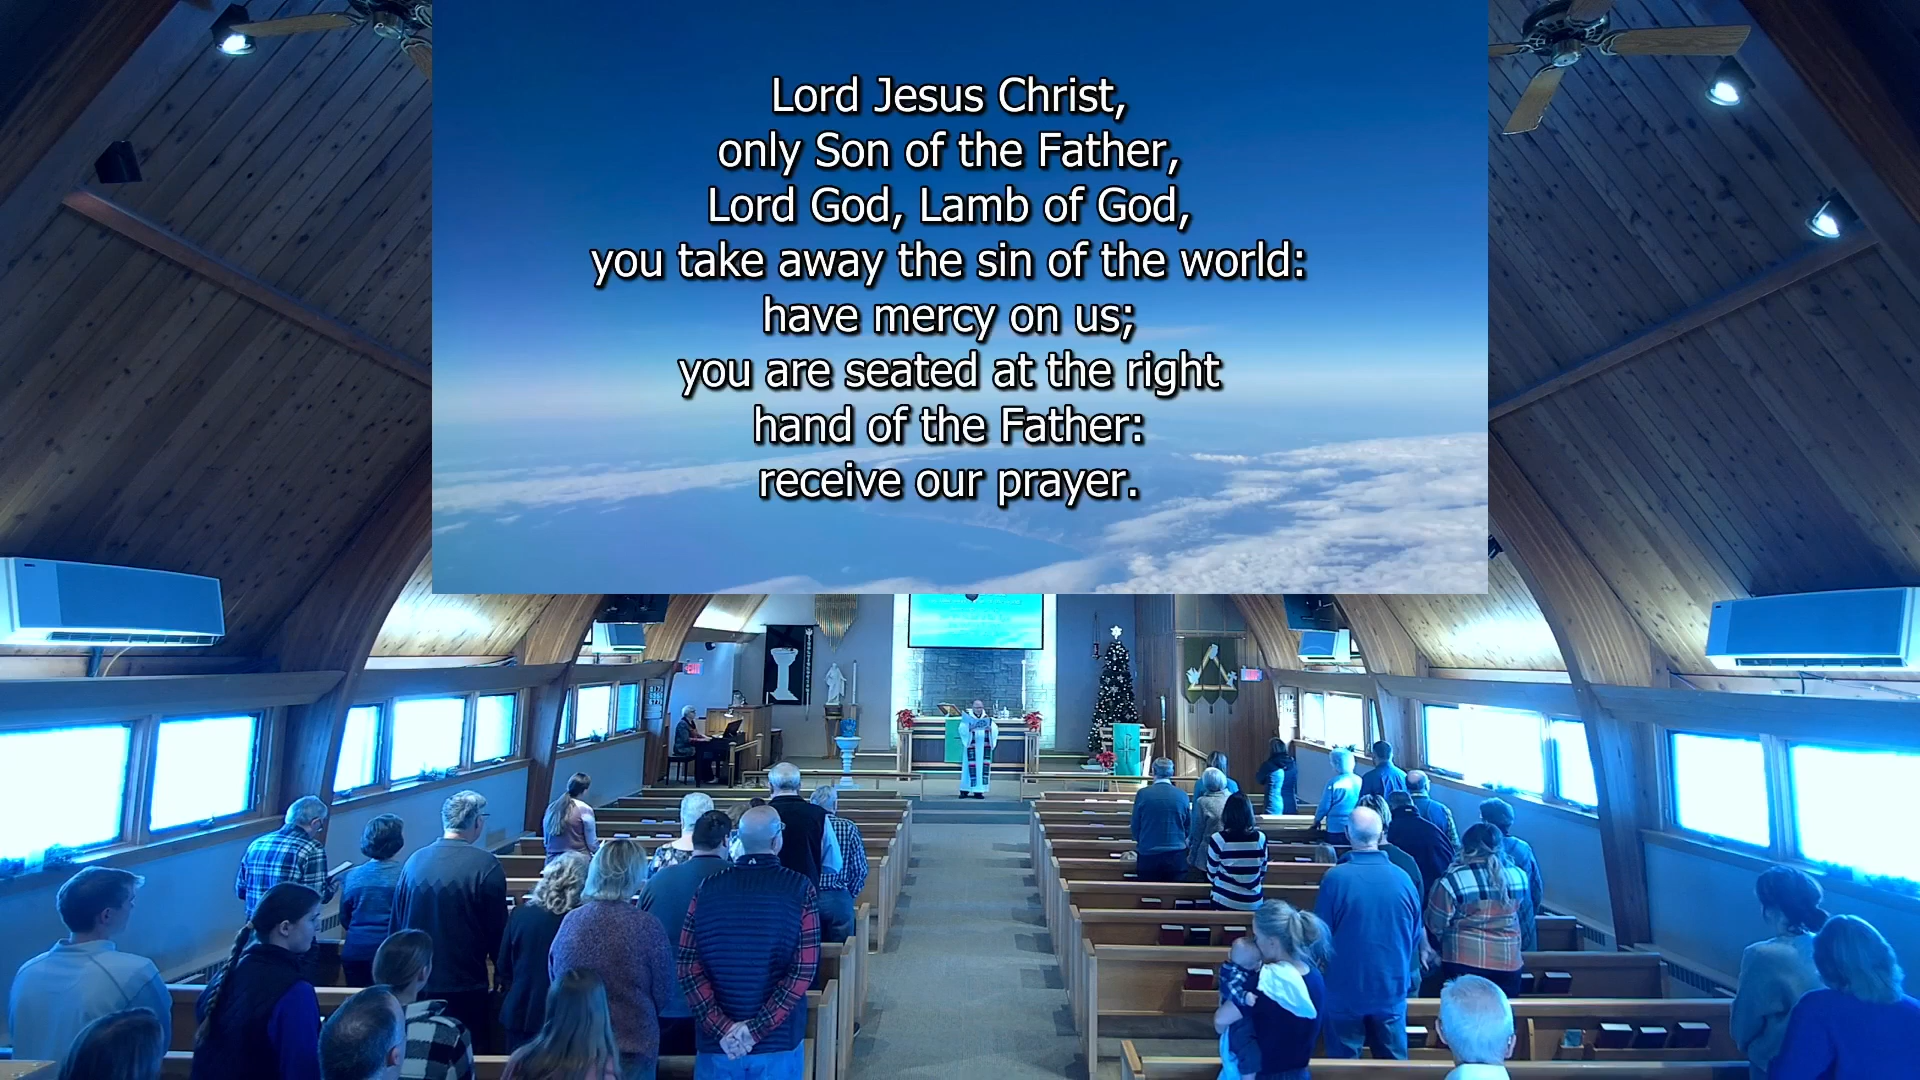 Lord Jesus Christ,
only Son of the Father,
Lord God, Lamb of God,
you take away the sin of the world:
have mercy on us;
you are seated at the right
hand of the Father:
receive our prayer.
EXIT